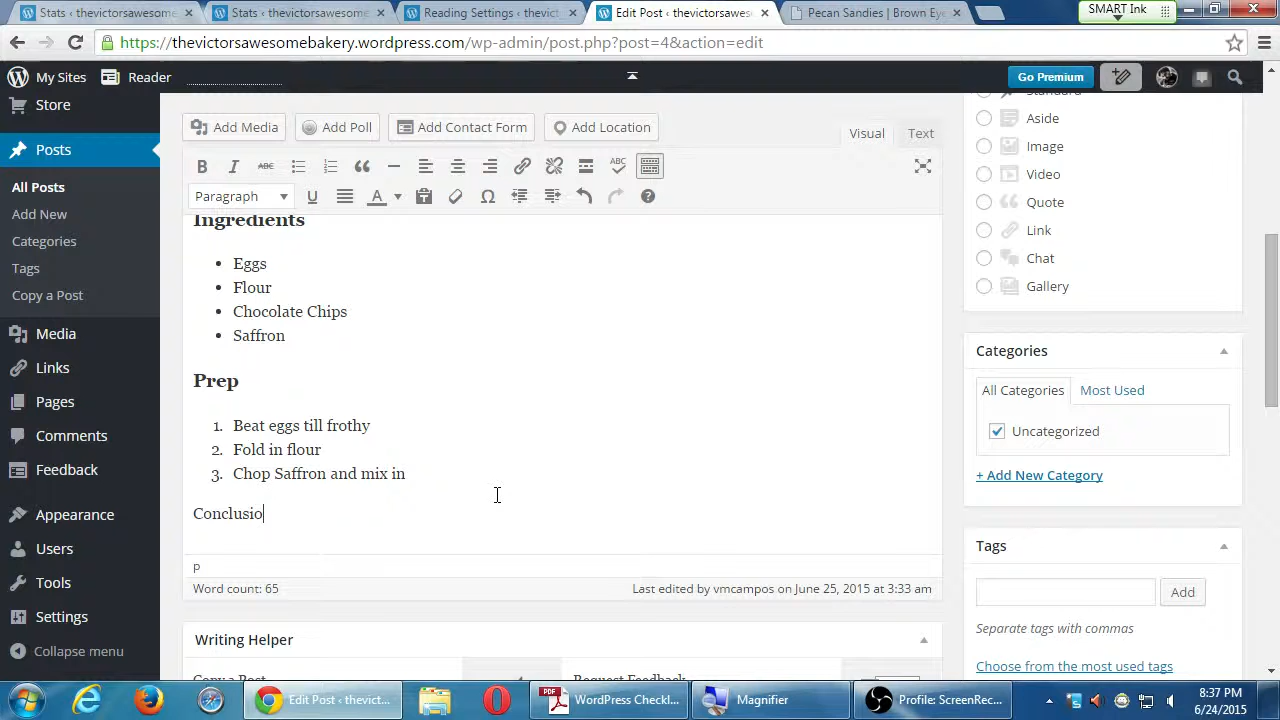 Stats ‹ thevictorsawesome
Stats ‹ thevictorsawesome
Reading Settings ‹ thevict
Edit Post ‹ thevictorsawes
Pecan Sandies | Brown Eye
SMART Ink
https://thevictorsawesomebakery.wordpress.com/wp-admin/post.php?post=4&action=edit
My Sites
Reader
Go Premium
Store
Posts
All Posts
Add New
Categories
Tags
Copy a Post
Media
Links
Pages
Comments
Feedback
Appearance
Users
Tools
Settings
Collapse menu
Add Media
Add Poll
Add Contact Form
Add Location
Visual
Text
B I ABC
ABC
Paragraph
U
A
Ω
Ingredients
• Eggs
• Flour
• Chocolate Chips
• Saffron
Prep
1. Beat eggs till frothy
2. Fold in flour
3. Chop Saffron and mix in
Conclusio
p
Word count: 65
Last edited by vmcampos on June 25, 2015 at 3:33 am
Writing Helper
Copy a Post
Request Feedback
Standard
Aside
Image
Video
Quote
Link
Chat
Gallery
Categories
All Categories
Most Used
Uncategorized
+ Add New Category
Tags
Add
Separate tags with commas
Choose from the most used tags
Edit Post ‹ thevict...
WordPress Checkl...
Magnifier
Profile: ScreenRec...
8:37 PM
6/24/2015